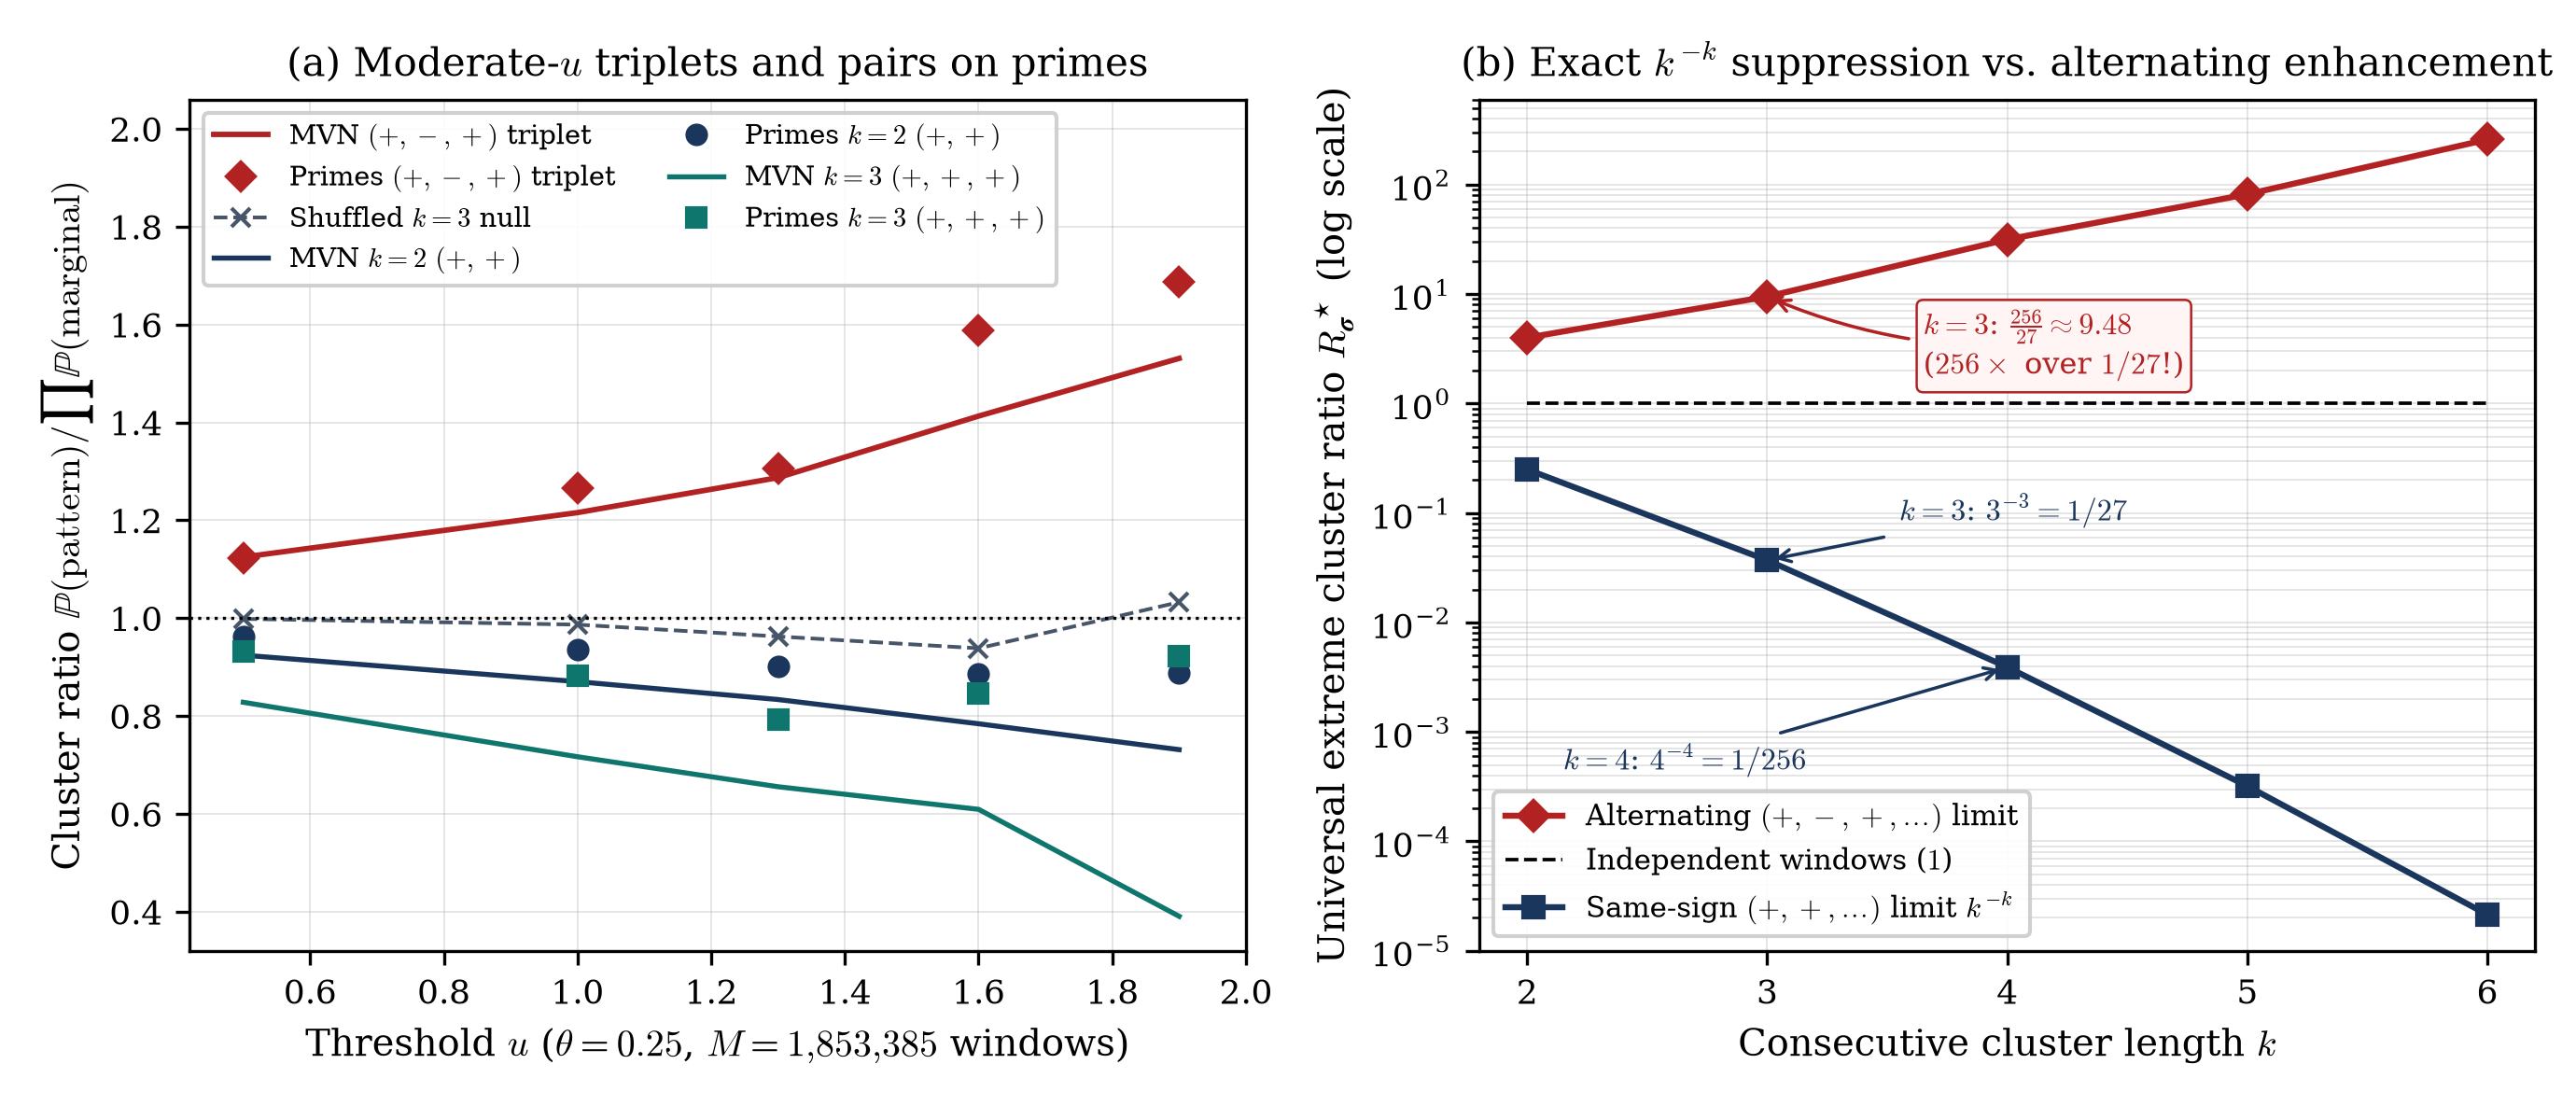 (a) Moderate-u triplets and pairs on primes
Cluster ratio ℙ(pattern)/∏ℙ(marginal)
2.0
1.8
1.6
1.4
1.2
1.0
0.8
0.6
0.4
MVN (+, −, +) triplet
Primes (+, −, +) triplet
Shuffled k = 3 null
MVN k = 2 (+, +)
Primes k = 2 (+, +)
MVN k = 3 (+, +, +)
Primes k = 3 (+, +, +)
0.6 0.8 1.0 1.2 1.4 1.6 1.8 2.0
Threshold u (θ = 0.25, M = 1,853,385 windows)
(b) Exact k⁻ᵏ suppression vs. alternating enhancement
Universal extreme cluster ratio R_σ^⋆ (log scale)
10²
10¹
10⁰
10⁻¹
10⁻²
10⁻³
10⁻⁴
10⁻⁵
k = 3: 256/27 ≈ 9.48
(256× over 1/27!)
k = 3: 3⁻³ = 1/27
k = 4: 4⁻⁴ = 1/256
Alternating (+, −, +, ...) limit
Independent windows (1)
Same-sign (+, +, ...) limit k⁻ᵏ
2 3 4 5 6
Consecutive cluster length k